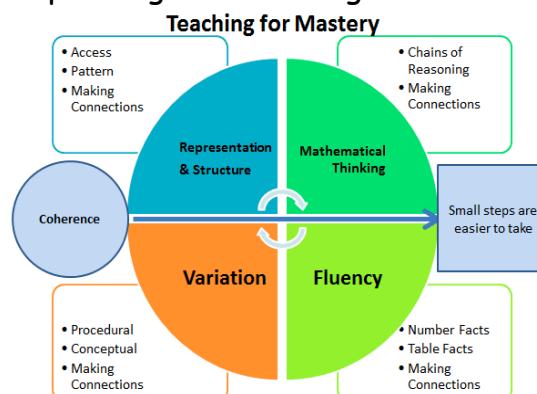 Teaching for Mastery
• Access
• Pattern
• Making
Connections
• Chains of
Reasoning
• Making
Connections
Representation
& Structure
Mathematical
Thinking
Coherence
Small steps are
easier to take
Variation
Fluency
• Procedural
• Conceptual
• Making
Connections
• Number Facts
• Table Facts
• Making
Connections